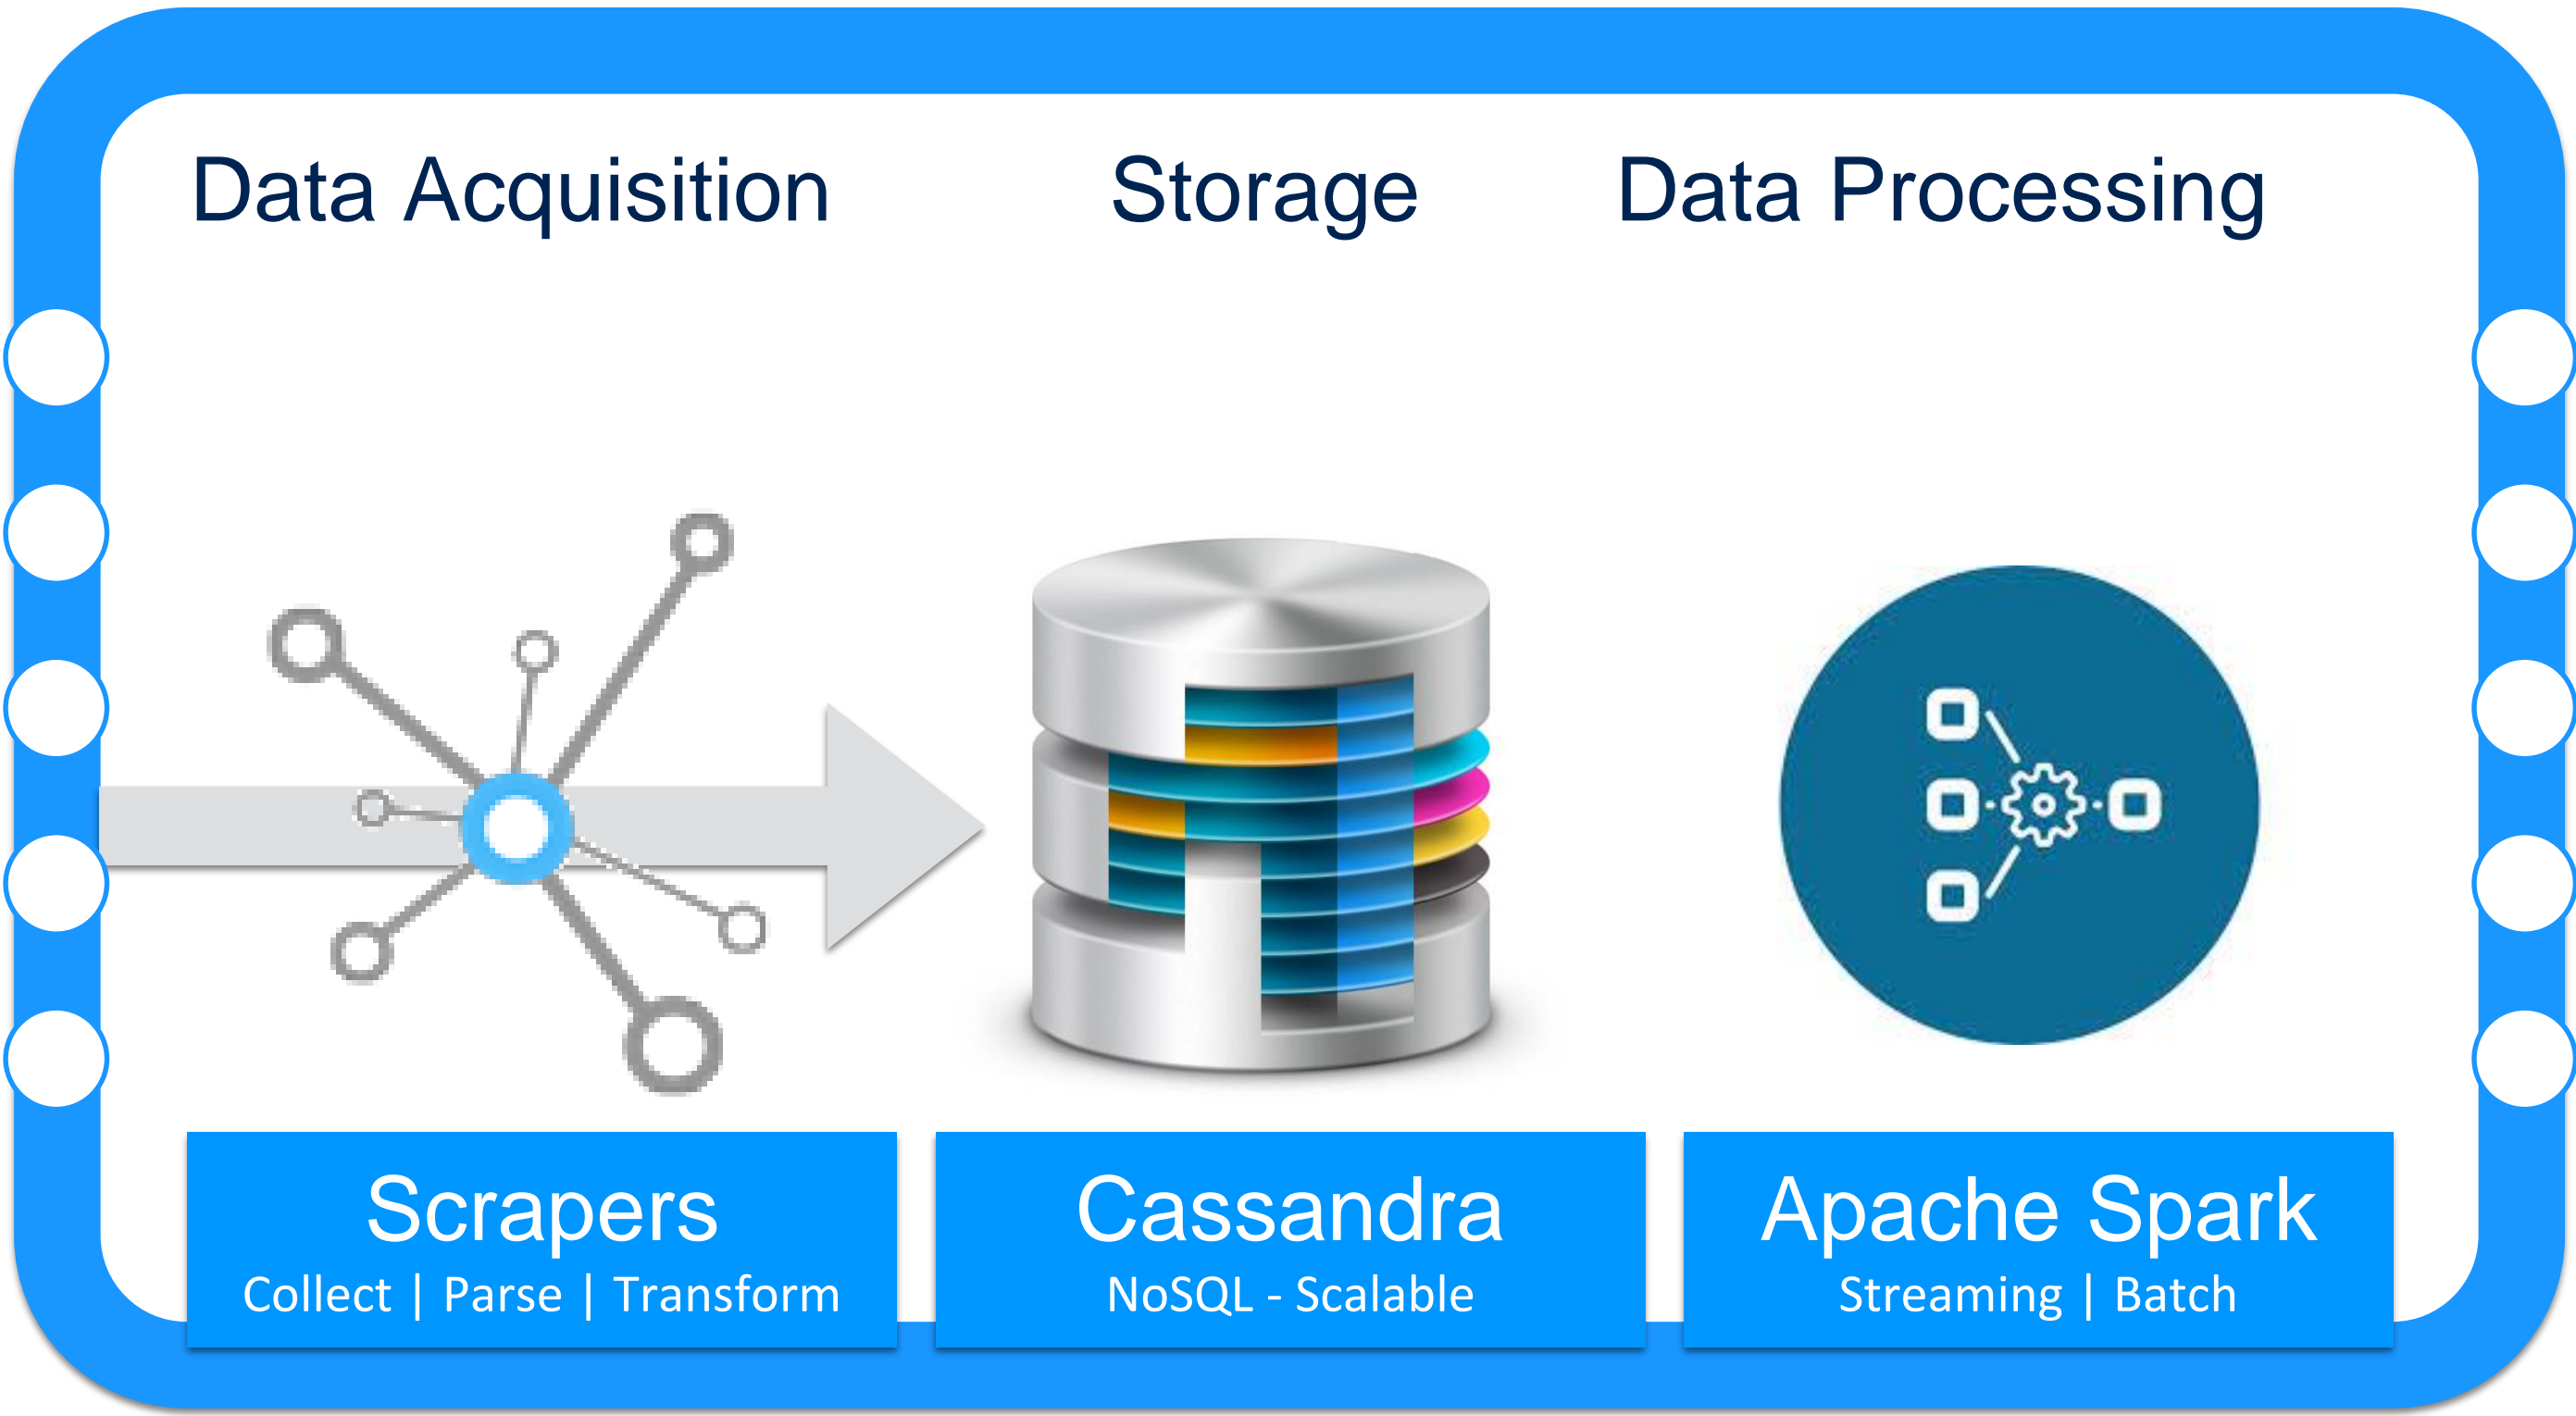 Data Acquisition
Storage
Data Processing
Scrapers
Collect | Parse | Transform
Cassandra
NoSQL - Scalable
Apache Spark
Streaming | Batch